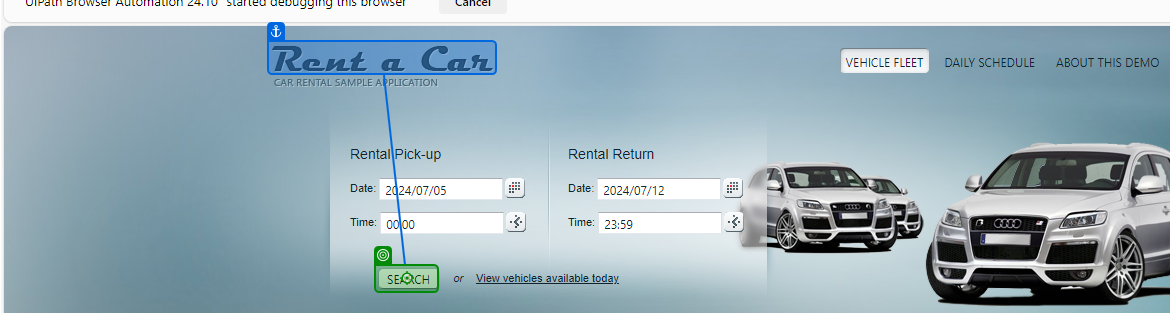 UiPath Browser Automation 24.10" started debugging this browser
Cancel
Rent a Car
CAR RENTAL SAMPLE APPLICATION
VEHICLE FLEET
DAILY SCHEDULE
ABOUT THIS DEMO
Rental Pick-up
Rental Return
Date: 2024/07/05
Date: 2024/07/12
Time: 00:00
Time: 23:59
SEARCH or View vehicles available today